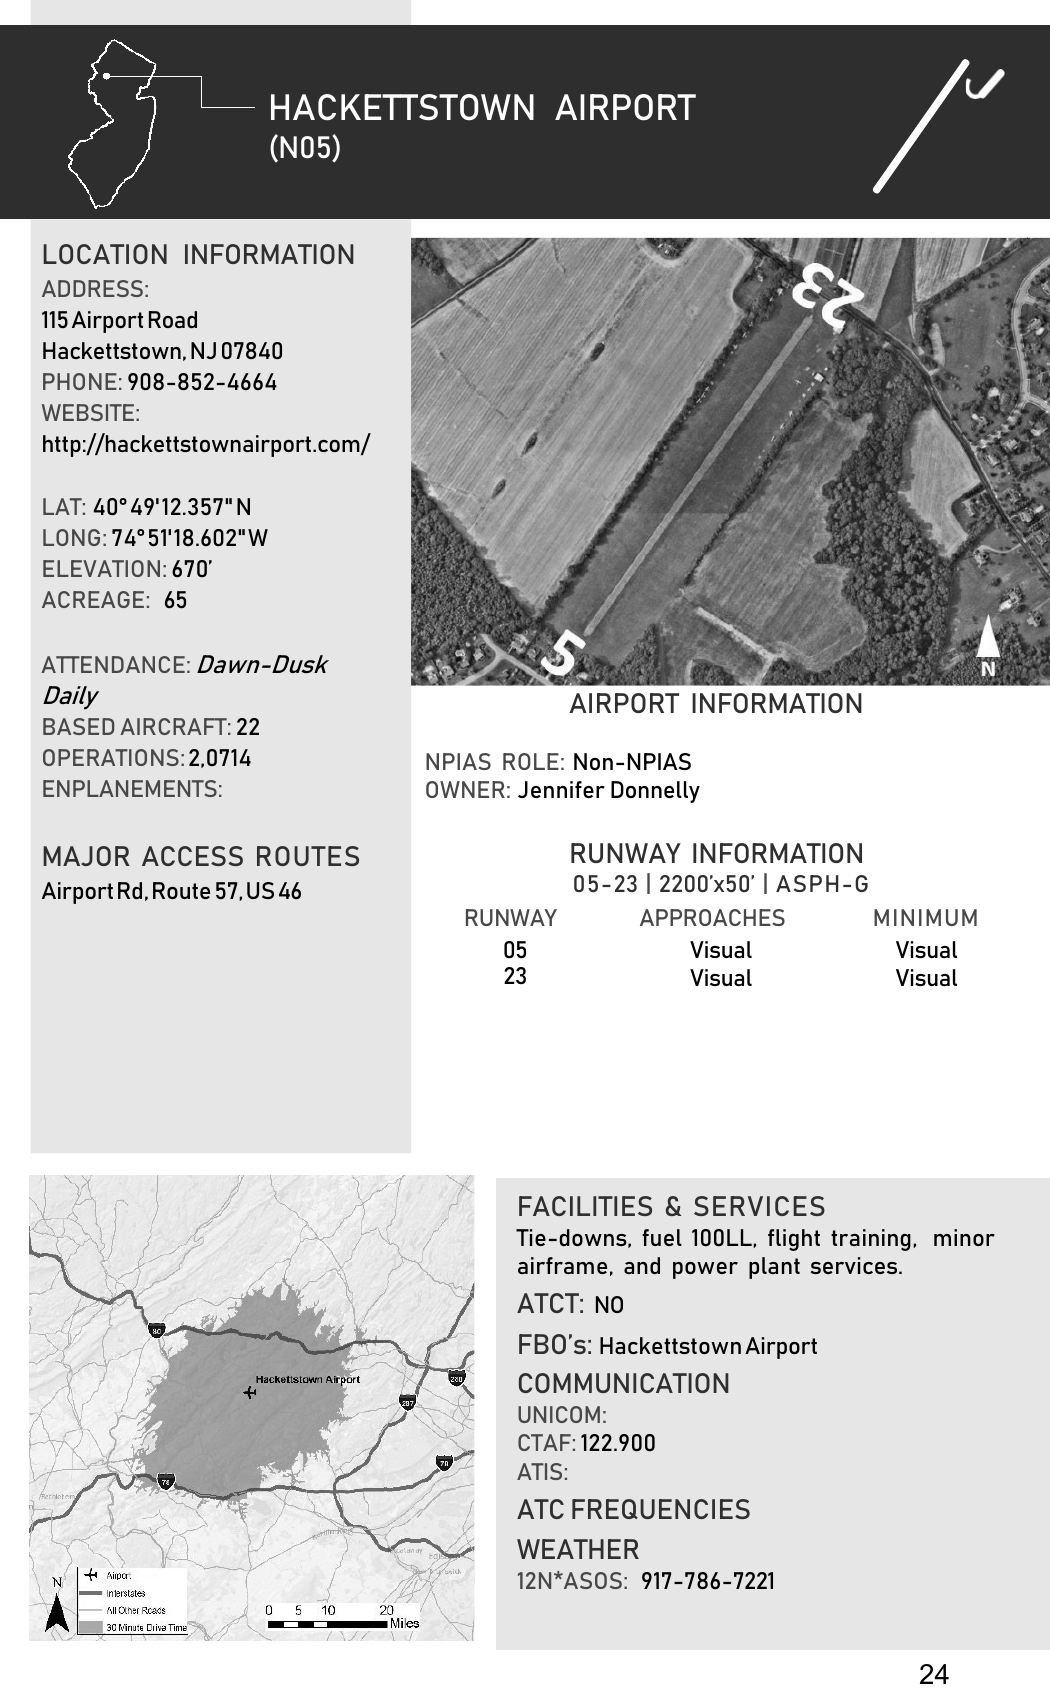 HACKETTSTOWN AIRPORT
(N05)
LOCATION INFORMATION
ADDRESS:
115 Airport Road
Hackettstown, NJ 07840
PHONE: 908-852-4664
WEBSITE:
http://hackettstownairport.com/
LAT: 40° 49' 12.357" N
LONG: 74° 51' 18.602" W
ELEVATION: 670’
ACREAGE: 65
ATTENDANCE: Dawn-Dusk
Daily
BASED AIRCRAFT: 22
OPERATIONS: 2,0714
ENPLANEMENTS:
MAJOR ACCESS ROUTES
Airport Rd, Route 57, US 46
23
5
N
AIRPORT INFORMATION
NPIAS ROLE: Non-NPIAS
OWNER: Jennifer Donnelly
RUNWAY INFORMATION
05-23 | 2200’x50’ | ASPH-G
RUNWAY APPROACHES MINIMUM
05 Visual Visual
23 Visual Visual
80
Hackettstown Airport
280
287
78
78
Bethlehem
N
Airport
Interstates
All Other Roads
30 Minute Drive Time
0 5 10 20
Miles
FACILITIES & SERVICES
Tie-downs, fuel 100LL, flight training, minor
airframe, and power plant services.
ATCT: NO
FBO’s: Hackettstown Airport
COMMUNICATION
UNICOM:
CTAF: 122.900
ATIS:
ATC FREQUENCIES
WEATHER
12N*ASOS: 917-786-7221
24